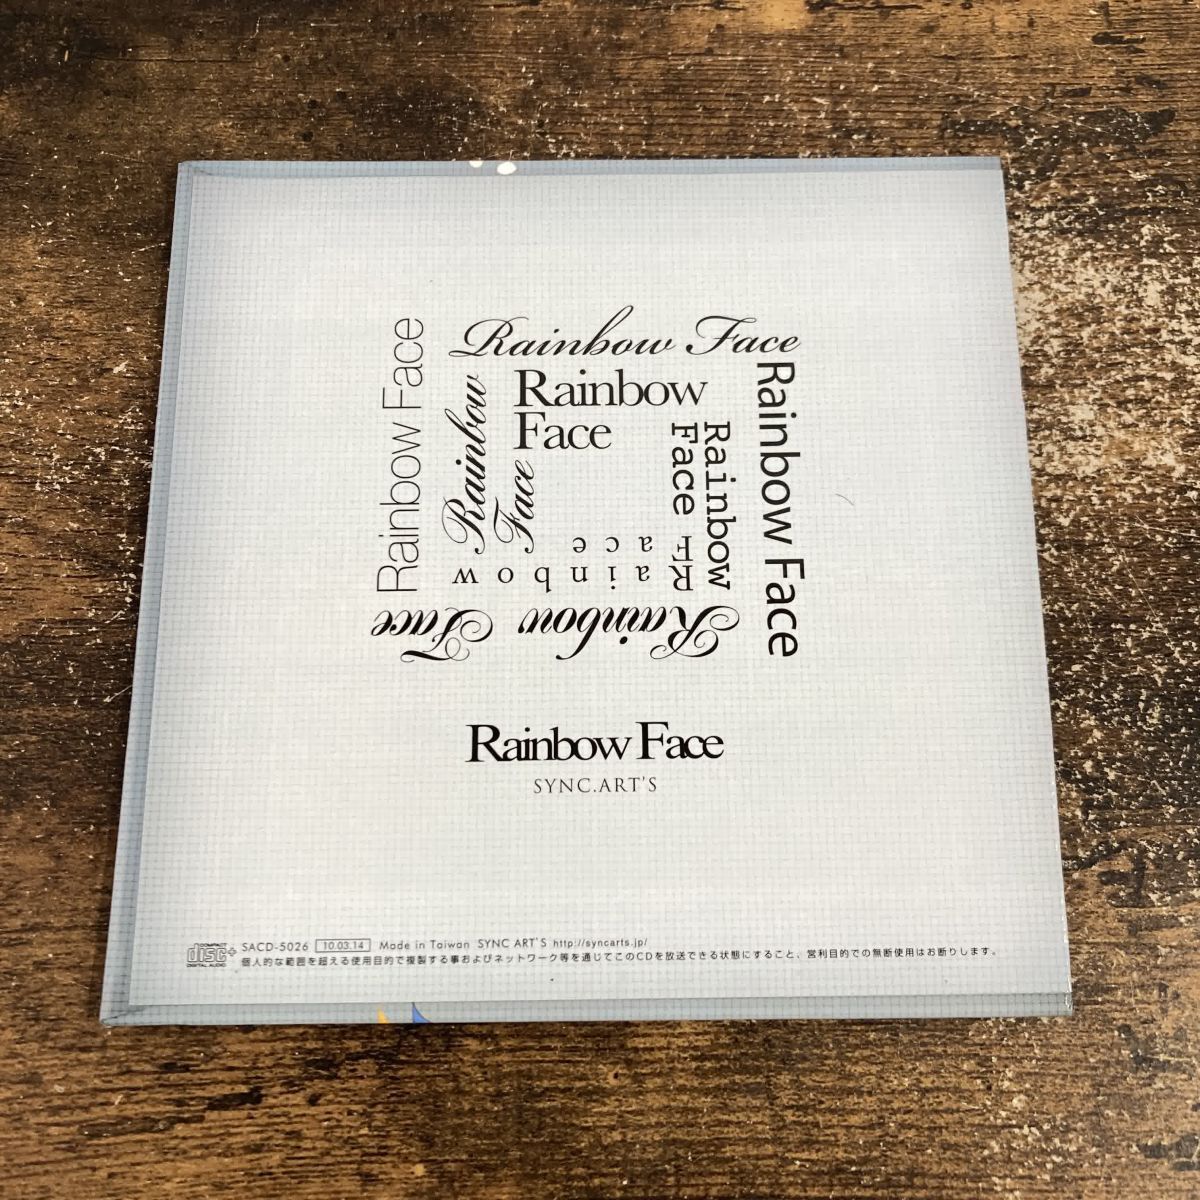 Rainbow Face
Rainbow Face
Rainbow
Face
Rainbow
Face
Rainbow
Face
Rainbow Face
Rainbow
Face
Rainbow Face
Rainbow Face
SYNC.ART'S
COMPACT
disc+
DIGITAL AUDIO
SACD-5026 10.03.14 Made in Taiwan SYNC ART'S http://syncarts.jp/
個人的な範囲を超える使用目的で複製する事およびネットワーク等を通じてこのCDを放送できる状態にすること、営利目的での無断使用はお断りします。